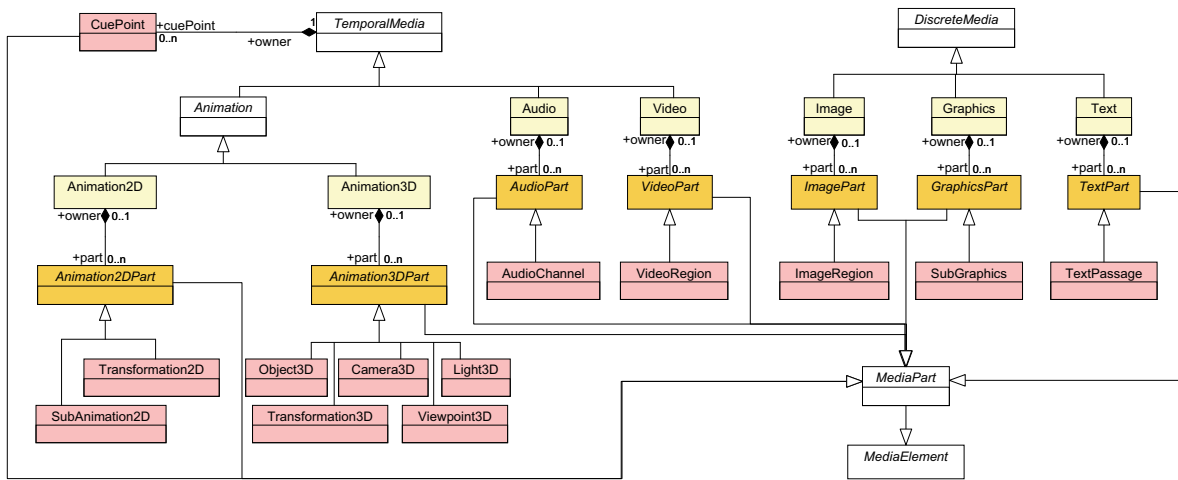 CuePoint
+cuePoint
0..n
1
+owner
TemporalMedia
DiscreteMedia
Animation
Audio
Video
Image
Graphics
Text
+owner 0..1
+owner 0..1
+owner 0..1
+owner 0..1
+owner 0..1
+part 0..n
+part 0..n
+part 0..n
+part 0..n
+part 0..n
Animation2D
Animation3D
AudioPart
VideoPart
ImagePart
GraphicsPart
TextPart
+owner 0..1
+owner 0..1
+part 0..n
+part 0..n
Animation2DPart
Animation3DPart
AudioChannel
VideoRegion
ImageRegion
SubGraphics
TextPassage
Transformation2D
Object3D
Camera3D
Light3D
MediaPart
SubAnimation2D
Transformation3D
Viewpoint3D
MediaElement